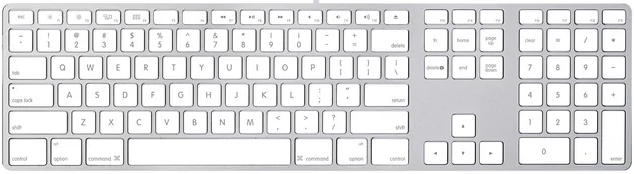 esc
~ ! @ # $ % ^ & * ( ) _ +
` 1 2 3 4 5 6 7 8 9 0 - = delete
fn home page up clear = / *
tab Q W E R T Y U I O P { } |
[ ] \
delete end page down 7 8 9 -
caps lock A S D F G H J K L : "
; ' return
4 5 6 +
shift Z X C V B N M < > ?
, . / shift
1 2 3
control option command ⌘ ⌘ command option control
0 . enter